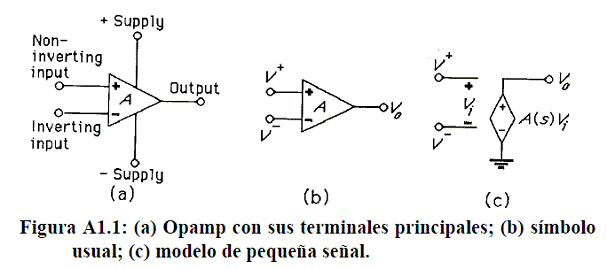 + Supply
Non-
inverting
input
+
A
-
Output
Inverting
input
- Supply
(a)
V+
+
A
-
Vo
V-
(b)
V+
+
Vi
-
V-
+
-
A(s)Vi
Vo
(c)
Figura A1.1: (a) Opamp con sus terminales principales; (b) símbolo
usual; (c) modelo de pequeña señal.